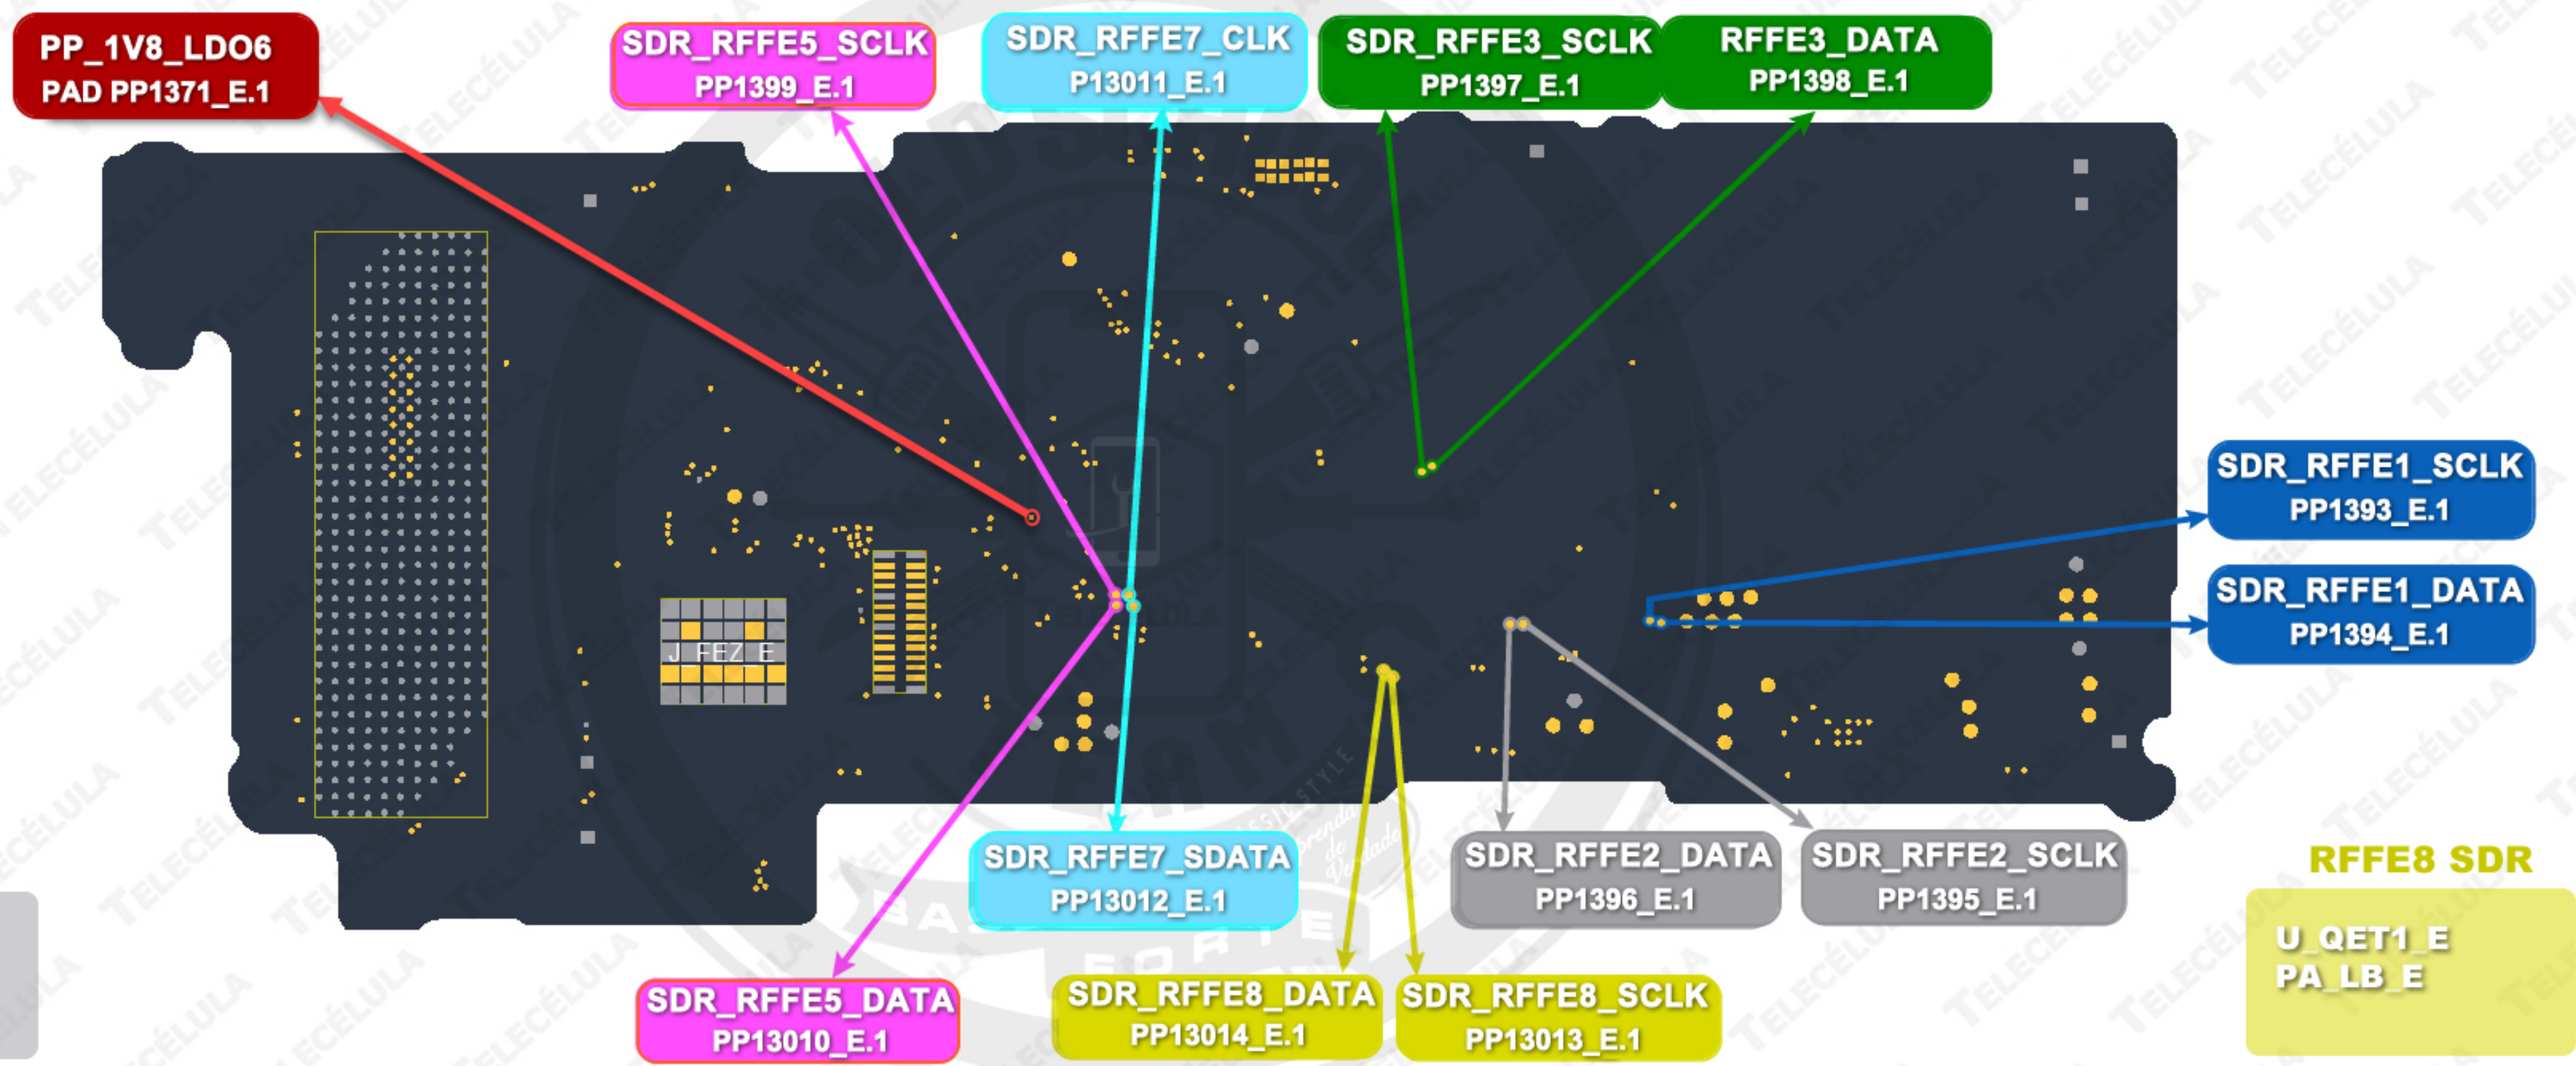 PP_1V8_LDO6
PAD PP1371_E.1
SDR_RFFE5_SCLK
PP1399_E.1
SDR_RFFE7_CLK
P13011_E.1
SDR_RFFE3_SCLK
PP1397_E.1
RFFE3_DATA
PP1398_E.1
SDR_RFFE1_SCLK
PP1393_E.1
SDR_RFFE1_DATA
PP1394_E.1
J_FEZ_E
SDR_RFFE7_SDATA
PP13012_E.1
SDR_RFFE2_DATA
PP1396_E.1
SDR_RFFE2_SCLK
PP1395_E.1
RFFE8 SDR
U_QET1_E
PA_LB_E
SDR_RFFE5_DATA
PP13010_E.1
SDR_RFFE8_DATA
PP13014_E.1
SDR_RFFE8_SCLK
PP13013_E.1
TELECÉLULA
FORTE